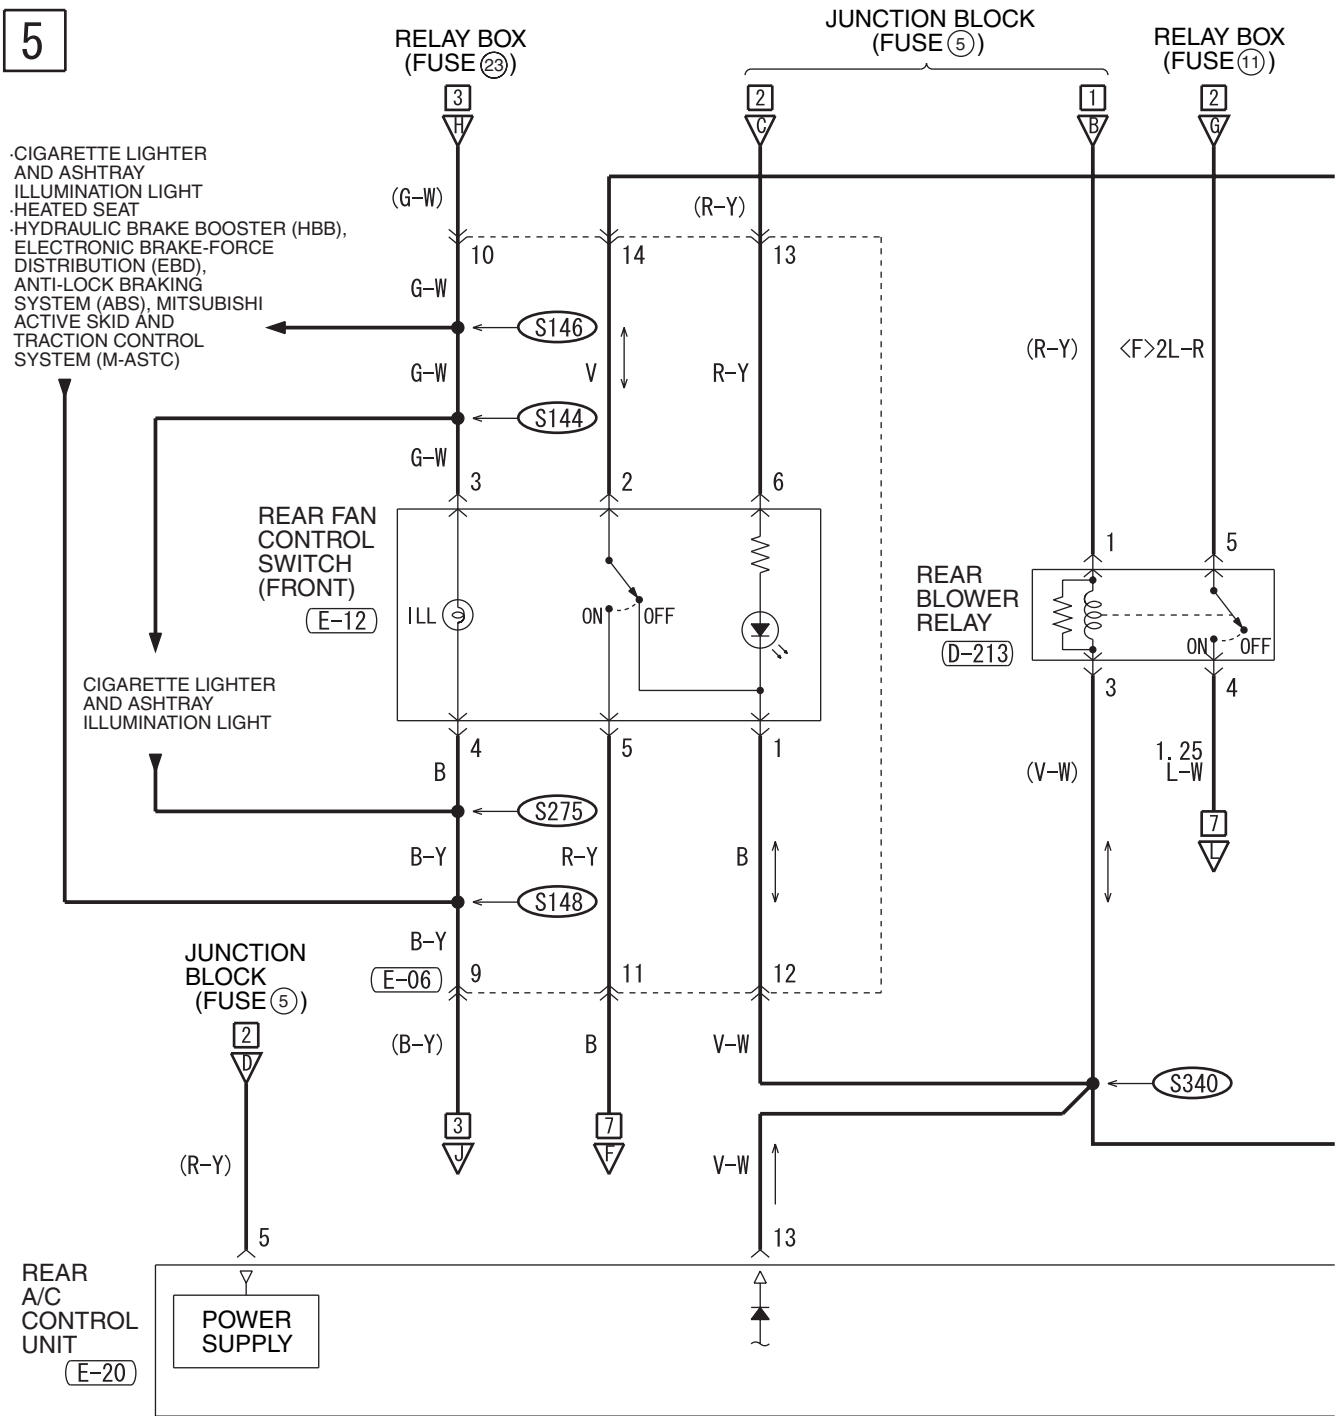 5
RELAY BOX
(FUSE 23)
JUNCTION BLOCK
(FUSE 5)
RELAY BOX
(FUSE 11)
3
2
1
2
H
C
B
G
·CIGARETTE LIGHTER
AND ASHTRAY
ILLUMINATION LIGHT
·HEATED SEAT
·HYDRAULIC BRAKE BOOSTER (HBB),
ELECTRONIC BRAKE-FORCE
DISTRIBUTION (EBD),
ANTI-LOCK BRAKING
SYSTEM (ABS), MITSUBISHI
ACTIVE SKID AND
TRACTION CONTROL
SYSTEM (M-ASTC)
(G-W)
(R-Y)
10
14
13
G-W
S146
G-W
V
R-Y
(R-Y)
<F>2L-R
S144
G-W
3
2
6
REAR FAN
CONTROL
SWITCH
(FRONT)
E-12
ILL
ON
OFF
1
5
REAR
BLOWER
RELAY
D-213
ON
OFF
3
4
CIGARETTE LIGHTER
AND ASHTRAY
ILLUMINATION LIGHT
4
5
1
B
(V-W)
1.25
L-W
7
L
S275
B-Y
R-Y
B
S148
B-Y
E-06
9
11
12
JUNCTION
BLOCK
(FUSE 5)
2
D
(B-Y)
B
V-W
S340
3
J
7
F
(R-Y)
V-W
5
13
REAR
A/C
CONTROL
UNIT
E-20
POWER
SUPPLY